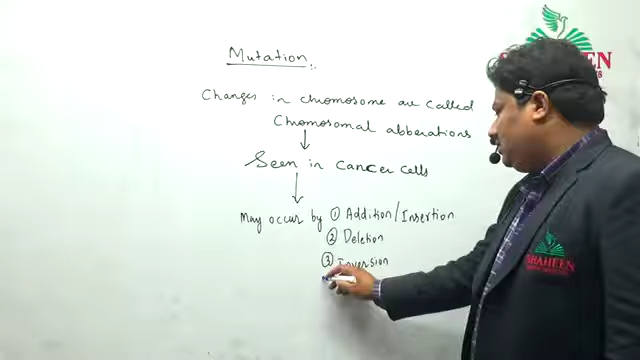 Mutation :-
Changes in chromosome are called
Chromosomal abberations
Seen in cancer cells
May occur by ① Addition/Insertion
② Deletion
③ Inversion
SHAHEEN